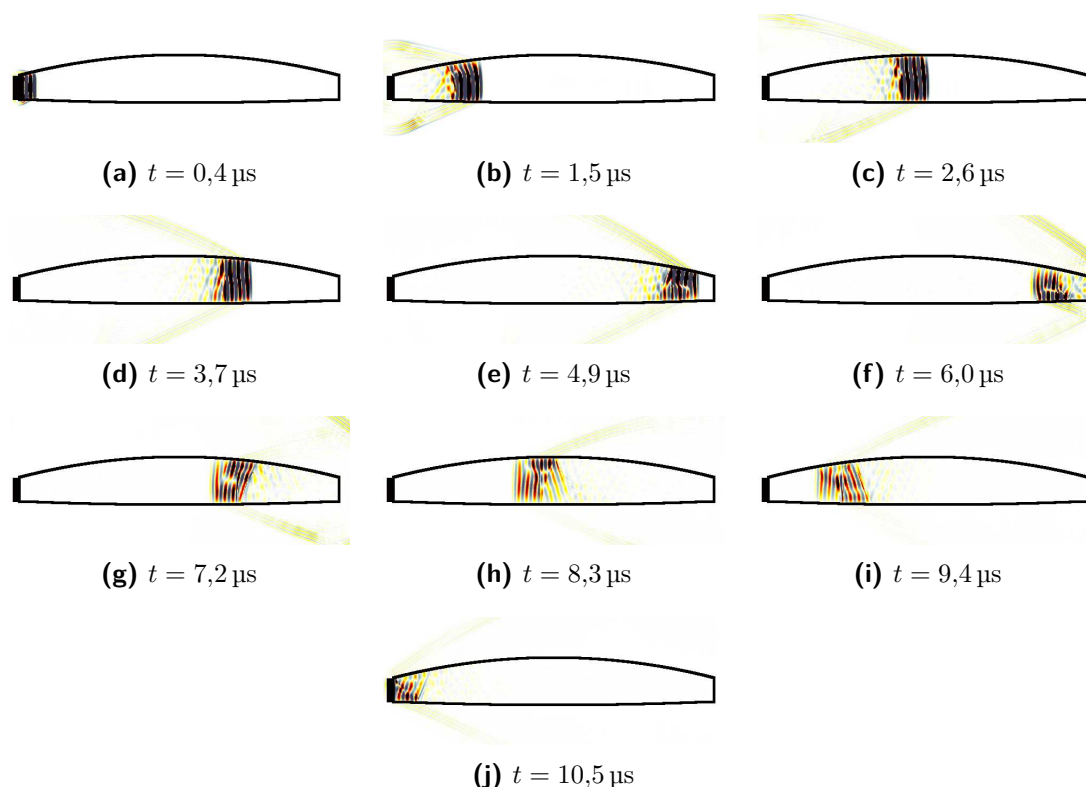 (a) t = 0,4 µs
(b) t = 1,5 µs
(c) t = 2,6 µs
(d) t = 3,7 µs
(e) t = 4,9 µs
(f) t = 6,0 µs
(g) t = 7,2 µs
(h) t = 8,3 µs
(i) t = 9,4 µs
(j) t = 10,5 µs